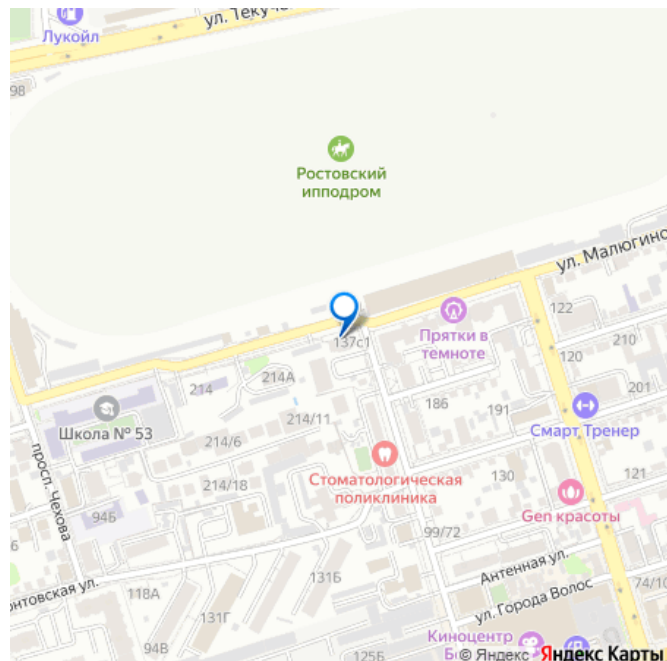 Лукойл
ул. Текуч
98
Ростовский
ипподром
ул. Малюгино
137с1
Прятки в
темноте
122
210
120
201
214
214А
186
191
Смарт Тренер
Школа № 53
214/11
214/6
Стоматологическая
поликлиника
130
121
214/18
Gen красоты
просп. Чехова
94Б
99/72
Антенная ул.
онтовская ул.
131Б
118А
ул. Города Волос
74/10
131Г
94В
125Б
Киноцентр
© Яндекс
Яндекс Карты